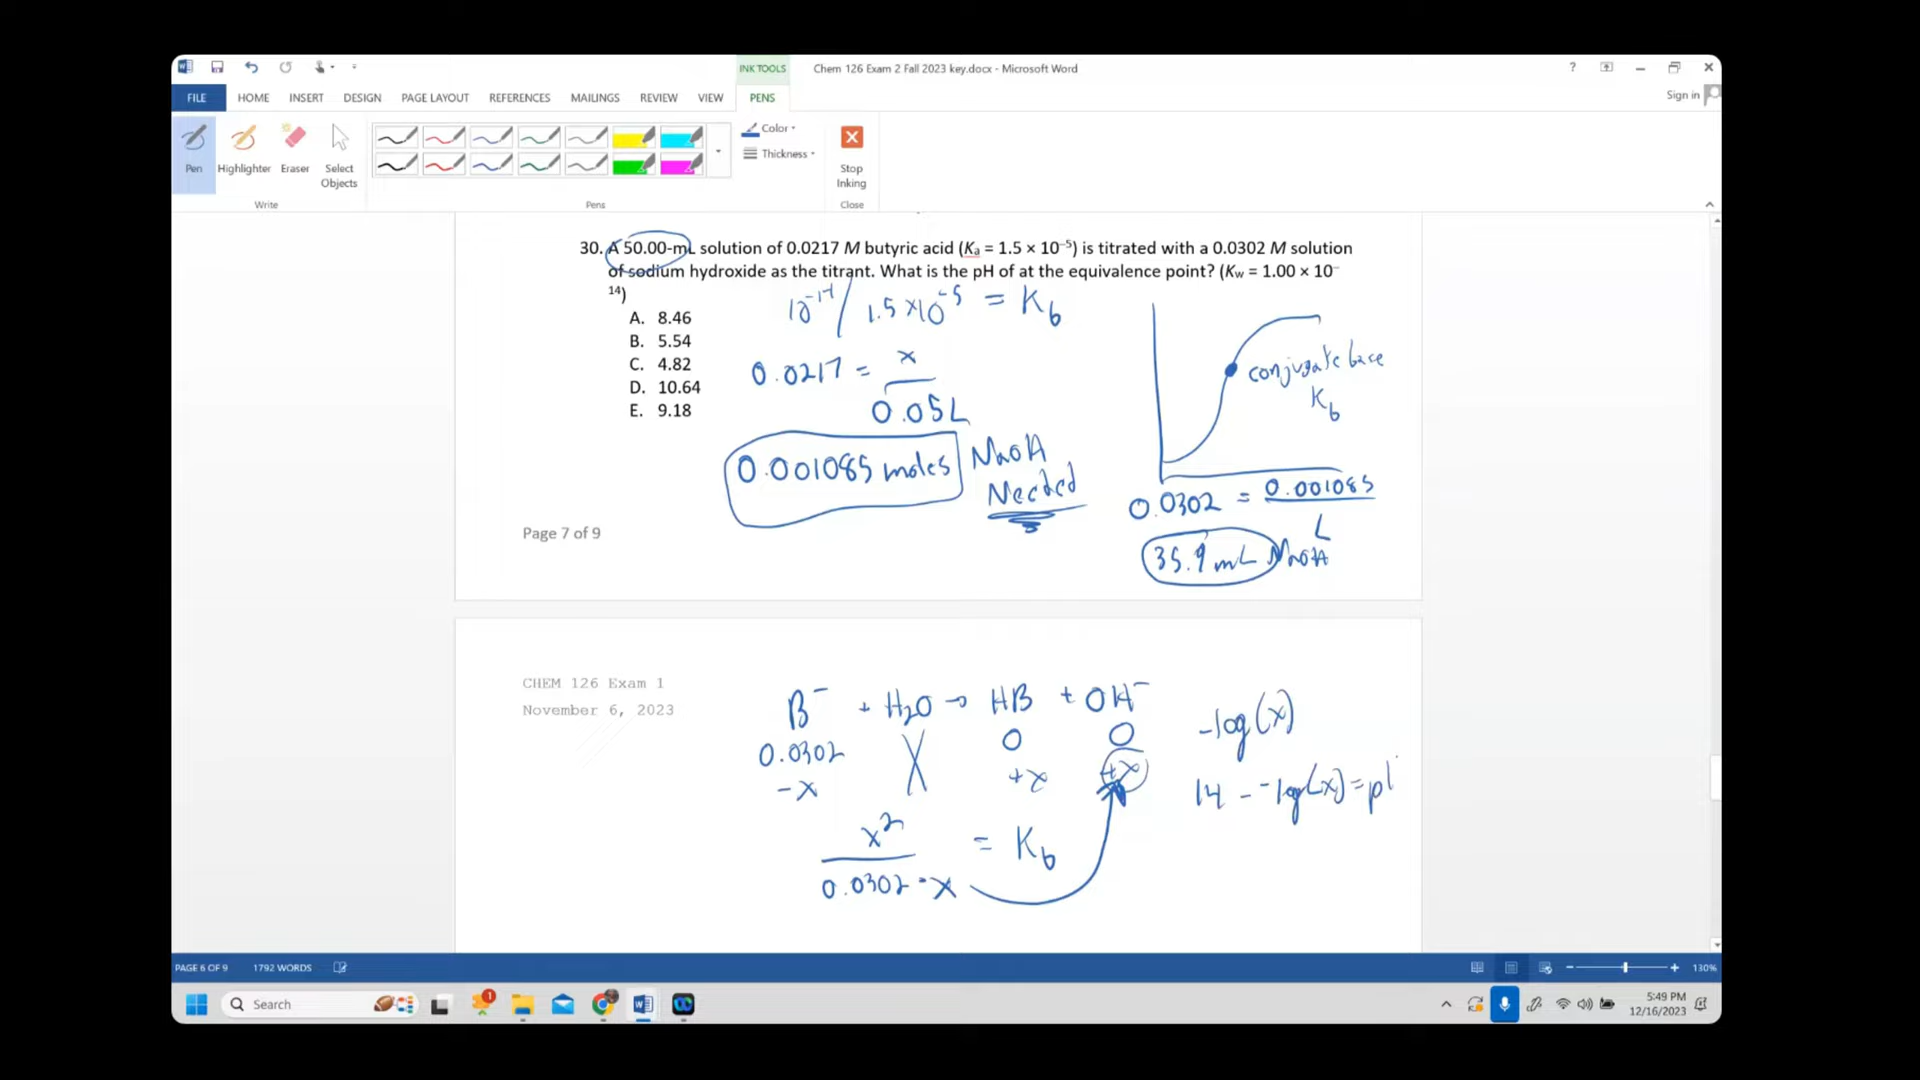 INK TOOLS
Chem 126 Exam 2 Fall 2023 key.docx - Microsoft Word
?
FILE HOME INSERT DESIGN PAGE LAYOUT REFERENCES MAILINGS REVIEW VIEW PENS
Sign in
Pen Highlighter Eraser Select Objects
Color
Thickness
Stop Inking
Write Pens Close
30. A 50.00-mL solution of 0.0217 M butyric acid (Ka = 1.5 × 10⁻⁵) is titrated with a 0.0302 M solution
of sodium hydroxide as the titrant. What is the pH of at the equivalence point? (Kw = 1.00 × 10⁻
¹⁴)
A. 8.46
B. 5.54
C. 4.82
D. 10.64
E. 9.18
10⁻¹⁴ / 1.5 × 10⁻⁵ = Kb
0.0217 = x
0.05 L
0.001085 moles NaOH
Needed
conjugate base
Kb
0.0302 = 0.001085
L
35.9 mL NaOH
Page 7 of 9
CHEM 126 Exam 1
November 6, 2023
B⁻ + H2O → HB + OH⁻
0.0302 X 0 0
-x +x +x
x² = Kb
0.0302 - x
-log(x)
14 - -log(x) = pl
PAGE 6 OF 9 1792 WORDS
130%
Search
1
5:49 PM
12/16/2023